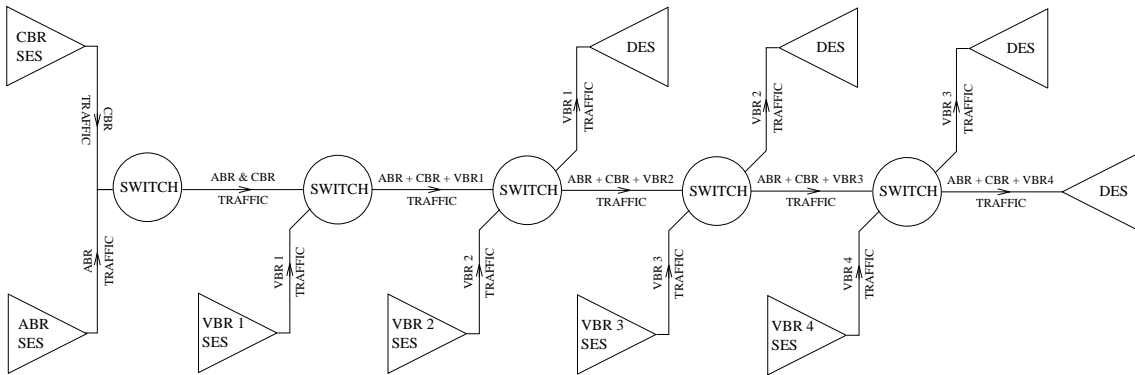 CBR
SES
DES
DES
DES
CBR
TRAFFIC
VBR 1
TRAFFIC
VBR 2
TRAFFIC
VBR 3
TRAFFIC
SWITCH
ABR & CBR
TRAFFIC
SWITCH
ABR + CBR + VBR1
TRAFFIC
SWITCH
ABR + CBR + VBR2
TRAFFIC
SWITCH
ABR + CBR + VBR3
TRAFFIC
SWITCH
ABR + CBR + VBR4
TRAFFIC
DES
ABR
TRAFFIC
VBR 1
TRAFFIC
VBR 2
TRAFFIC
VBR 3
TRAFFIC
VBR 4
TRAFFIC
ABR
SES
VBR 1
SES
VBR 2
SES
VBR 3
SES
VBR 4
SES